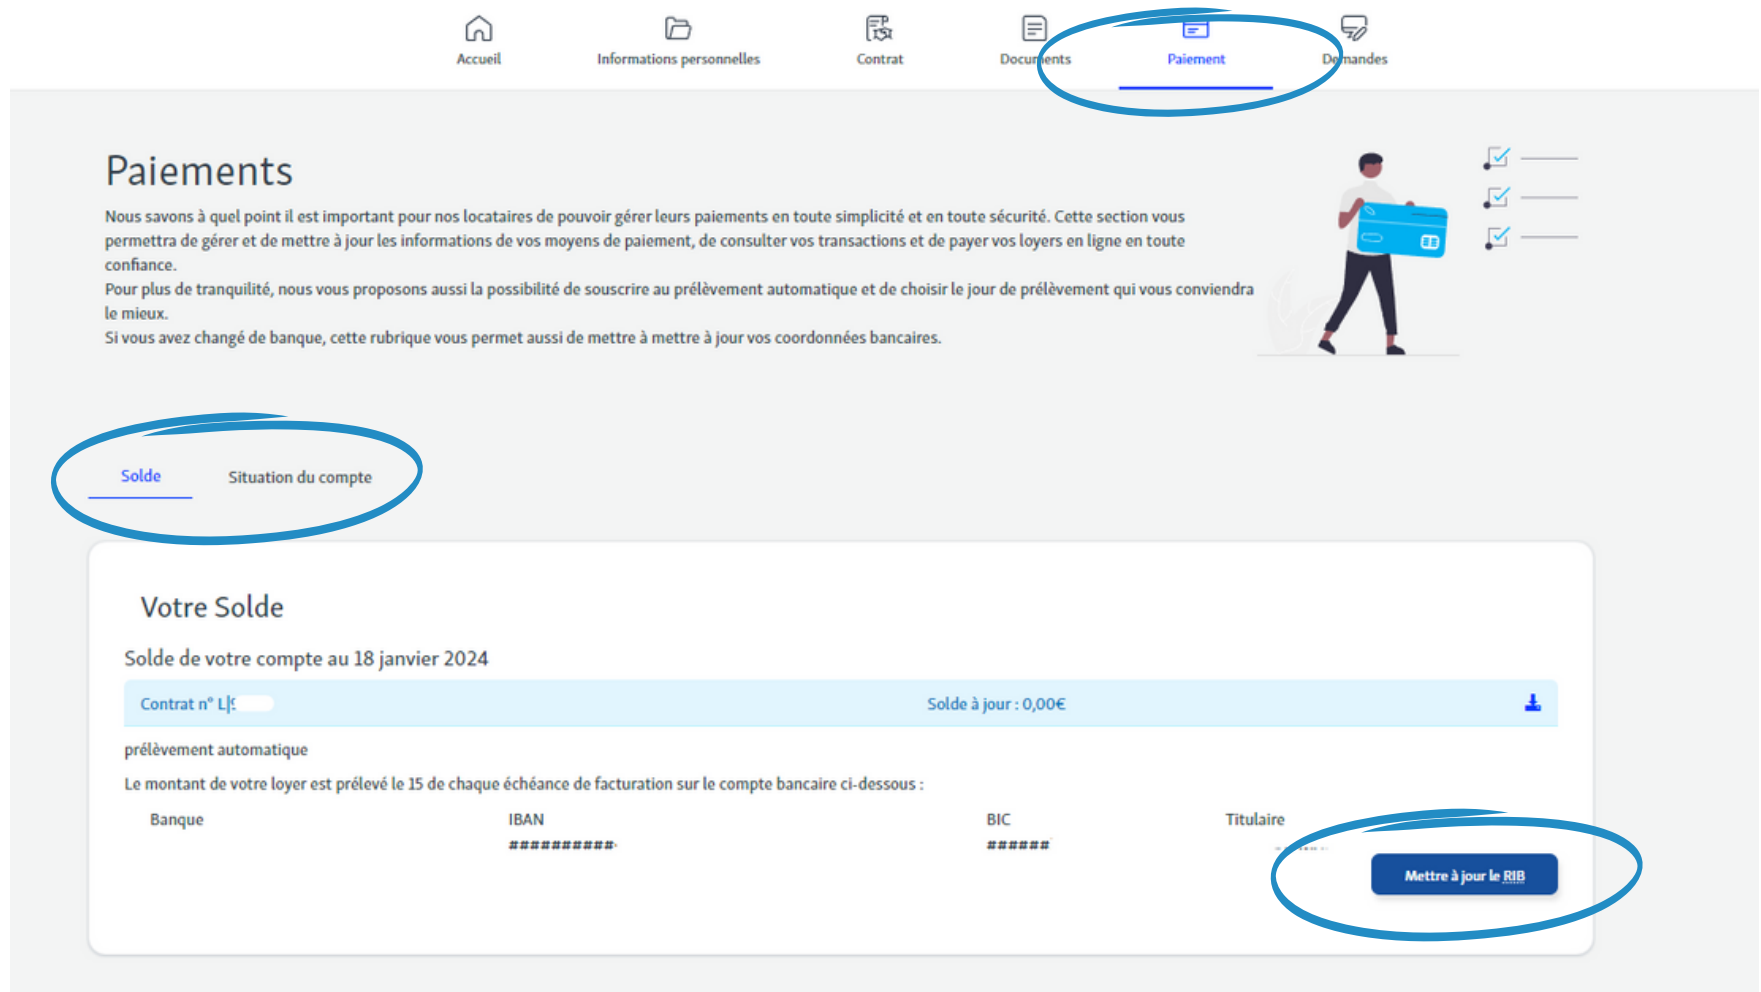 Accueil
Informations personnelles
Contrat
Documents
Paiement
Demandes
Paiements
Nous savons à quel point il est important pour nos locataires de pouvoir gérer leurs paiements en toute simplicité et en toute sécurité. Cette section vous
permettra de gérer et de mettre à jour les informations de vos moyens de paiement, de consulter vos transactions et de payer vos loyers en ligne en toute
confiance.
Pour plus de tranquilité, nous vous proposons aussi la possibilité de souscrire au prélèvement automatique et de choisir le jour de prélèvement qui vous conviendra
le mieux.
Si vous avez changé de banque, cette rubrique vous permet aussi de mettre à mettre à jour vos coordonnées bancaires.
Solde
Situation du compte
Votre Solde
Solde de votre compte au 18 janvier 2024
Contrat n°
Solde à jour : 0,00€
prélèvement automatique
Le montant de votre loyer est prélevé le 15 de chaque échéance de facturation sur le compte bancaire ci-dessous :
Banque
IBAN
BIC
Titulaire
##########
######
Mettre à jour le RIB